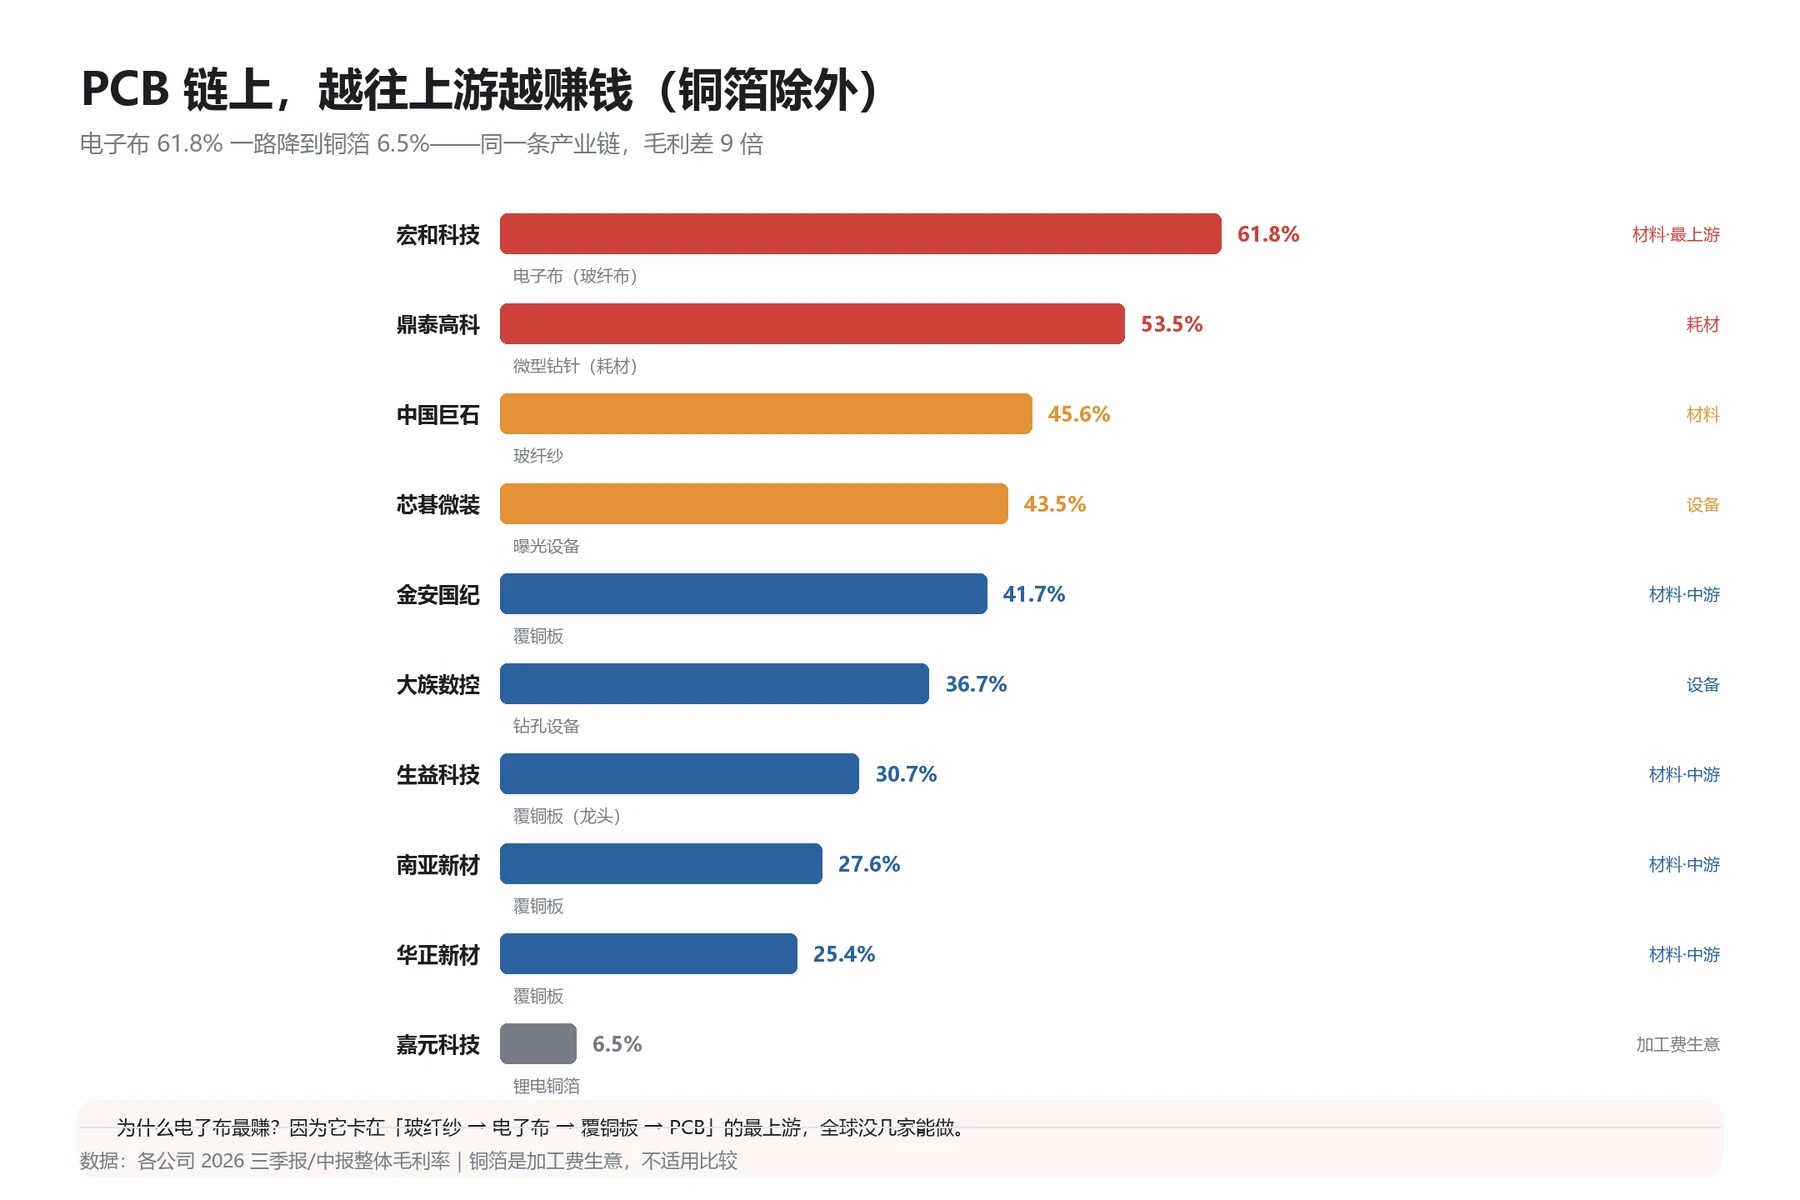 PCB 链上，越往上游越赚钱（铜箔除外）
电子布 61.8% 一路降到铜箔 6.5%——同一条产业链，毛利差 9 倍
宏和科技 61.8% 材料·最上游
电子布（玻纤布）
鼎泰高科 53.5% 耗材
微型钻针（耗材）
中国巨石 45.6% 材料
玻纤纱
芯碁微装 43.5% 设备
曝光设备
金安国纪 41.7% 材料·中游
覆铜板
大族数控 36.7% 设备
钻孔设备
生益科技 30.7% 材料·中游
覆铜板（龙头）
南亚新材 27.6% 材料·中游
覆铜板
华正新材 25.4% 材料·中游
覆铜板
嘉元科技 6.5% 加工费生意
锂电铜箔
为什么电子布最赚？因为它卡在「玻纤纱 → 电子布 → 覆铜板 → PCB」的最上游，全球没几家能做。
数据：各公司 2026 三季报/中报整体毛利率 | 铜箔是加工费生意，不适用比较